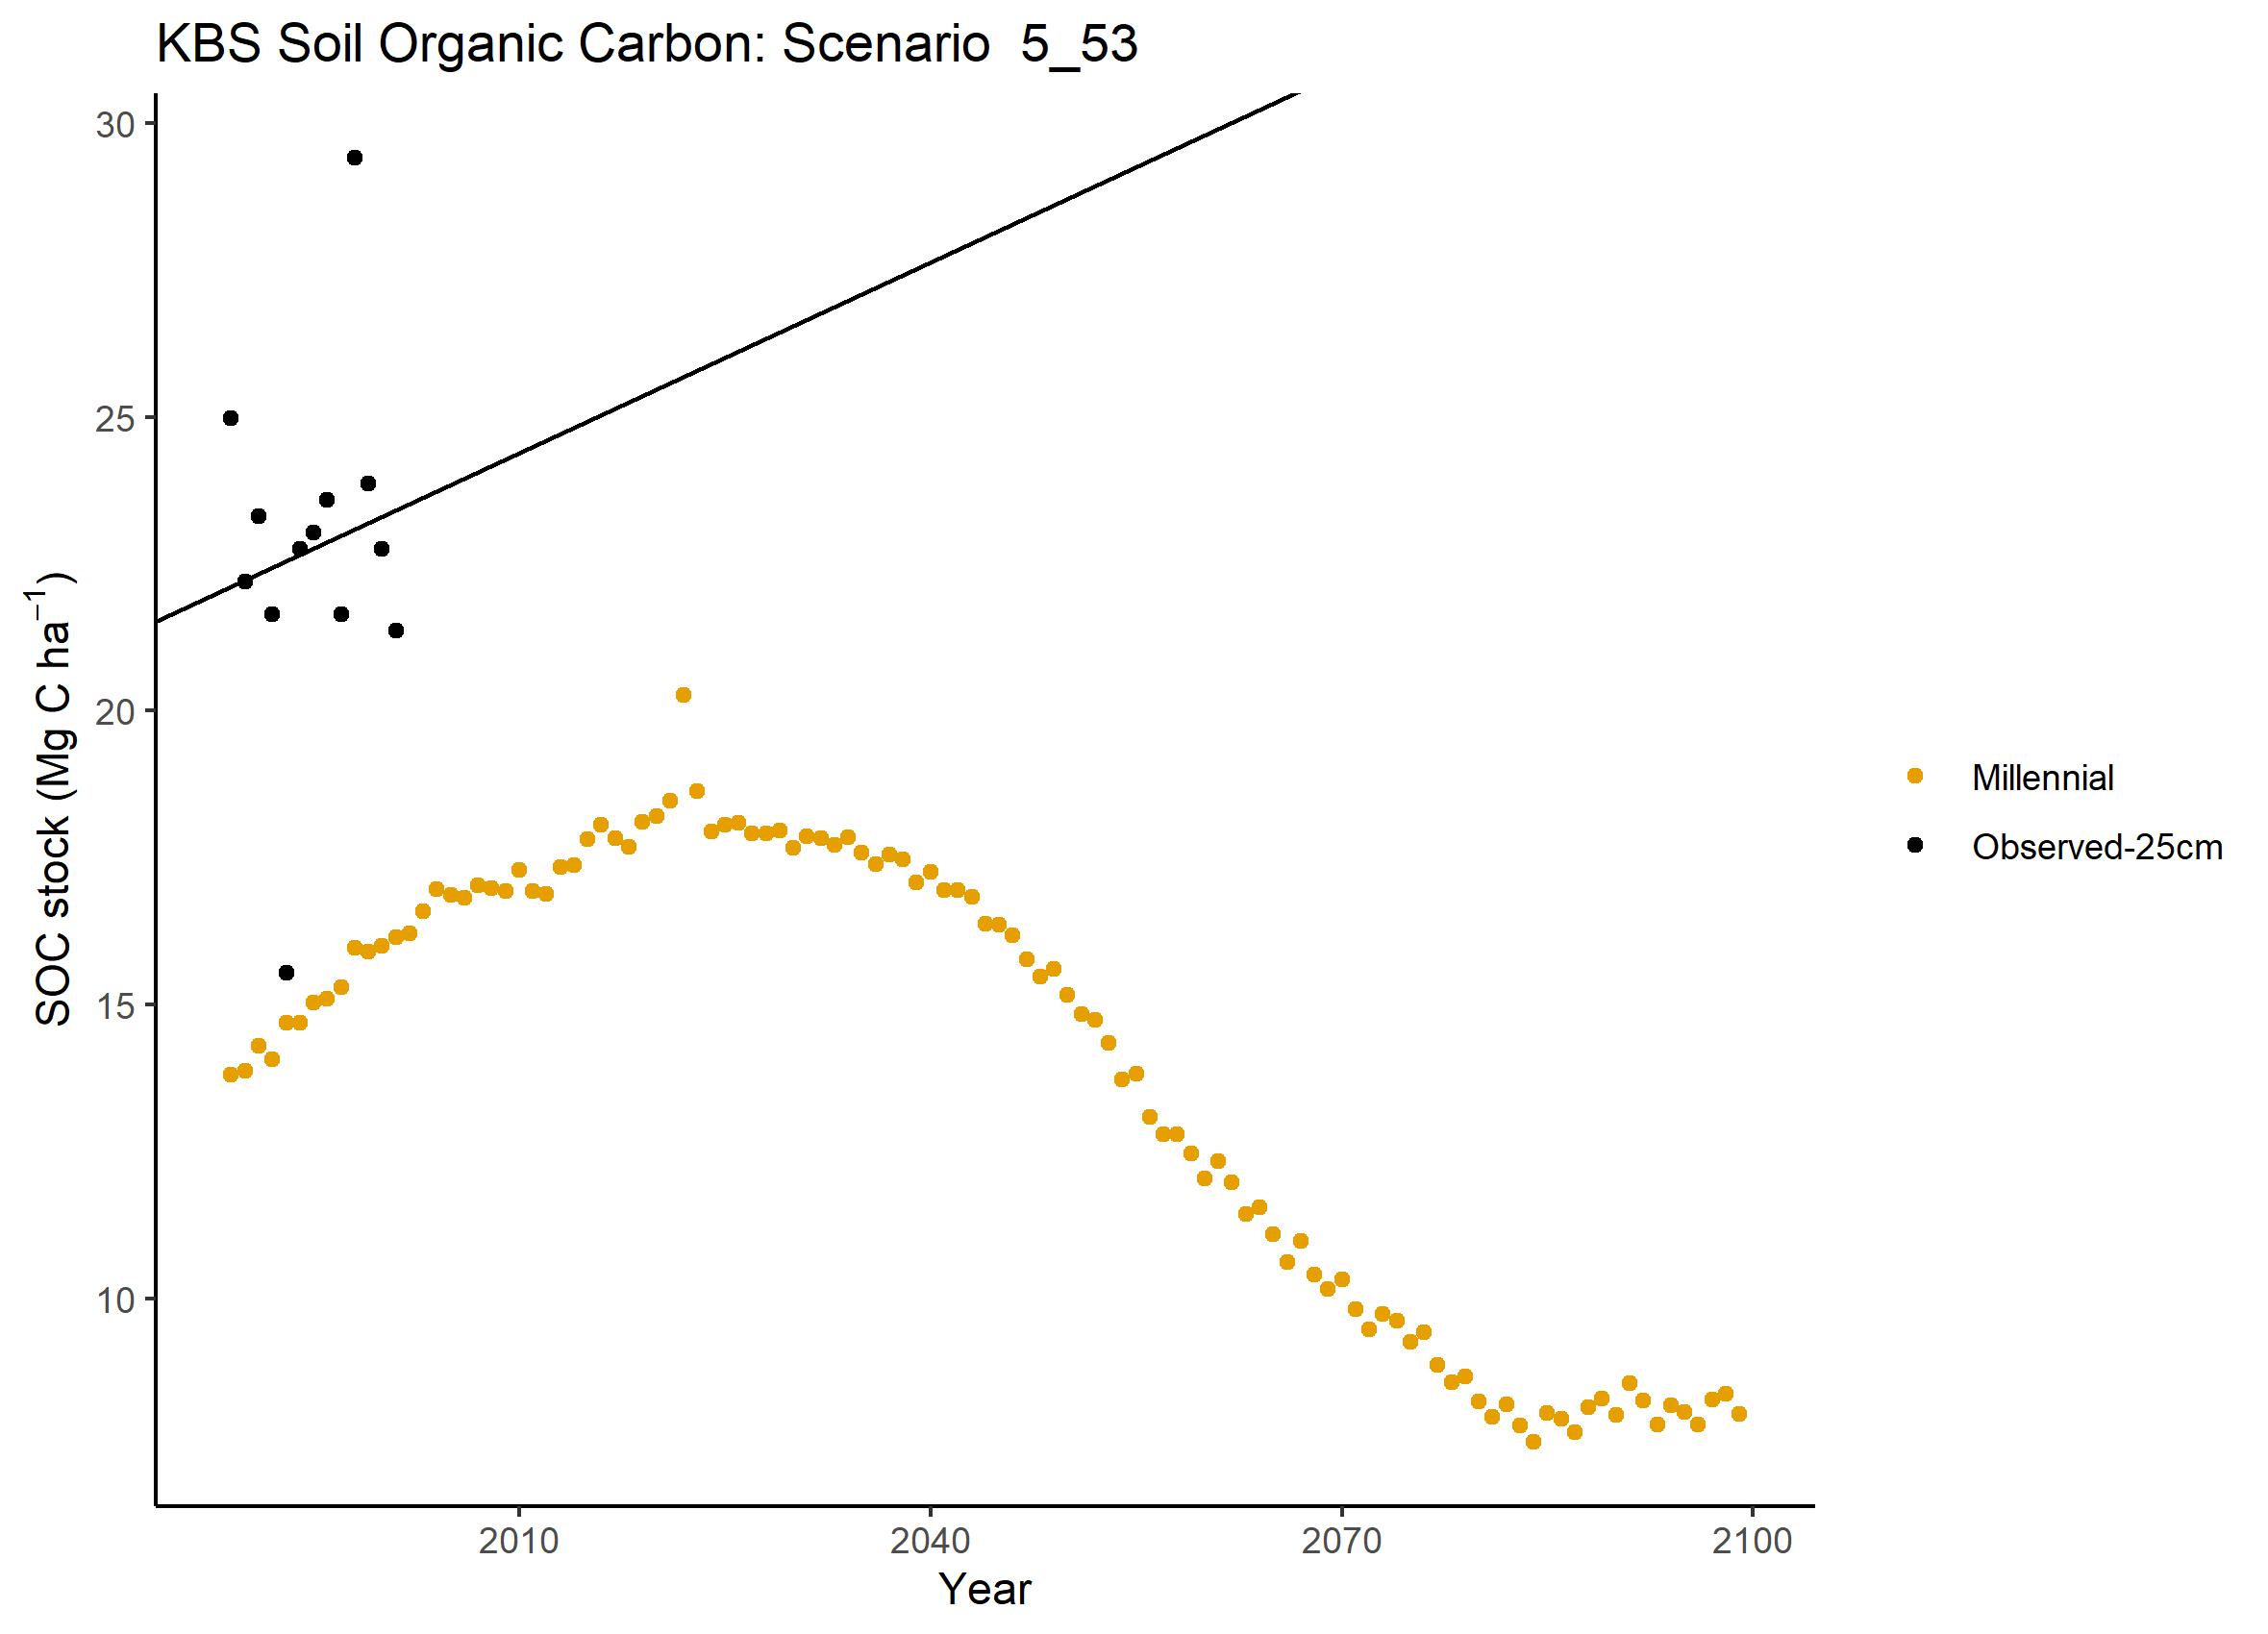 KBS Soil Organic Carbon: Scenario  5_53
30
25
20
15
10
SOC stock (Mg C ha⁻¹)
2010 2040 2070 2100
Year
Millennial
Observed-25cm